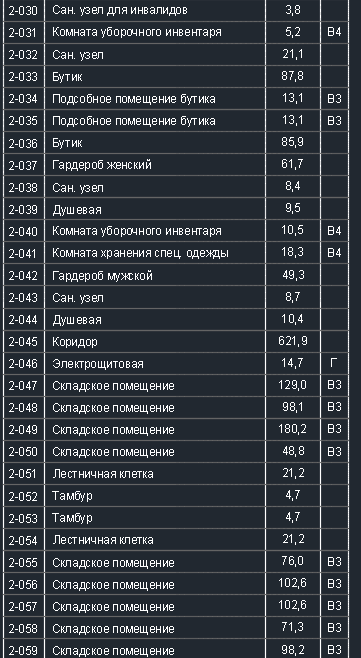 2-030 Сан. узел для инвалидов 3,8
2-031 Комната уборочного инвентаря 5,2 В4
2-032 Сан. узел 21,1
2-033 Бутик 87,8
2-034 Подсобное помещение бутика 13,1 В3
2-035 Подсобное помещение бутика 13,1 В3
2-036 Бутик 85,9
2-037 Гардероб женский 61,7
2-038 Сан. узел 8,4
2-039 Душевая 9,5
2-040 Комната уборочного инвентаря 10,5 В4
2-041 Комната хранения спец. одежды 18,3 В4
2-042 Гардероб мужской 49,3
2-043 Сан. узел 8,7
2-044 Душевая 10,4
2-045 Коридор 621,9
2-046 Электрощитовая 14,7 Г
2-047 Складское помещение 129,0 В3
2-048 Складское помещение 98,1 В3
2-049 Складское помещение 180,2 В3
2-050 Складское помещение 48,8 В3
2-051 Лестничная клетка 21,2
2-052 Тамбур 4,7
2-053 Тамбур 4,7
2-054 Лестничная клетка 21,2
2-055 Складское помещение 76,0 В3
2-056 Складское помещение 102,6 В3
2-057 Складское помещение 102,6 В3
2-058 Складское помещение 71,3 В3
2-059 Складское помещение 98,2 В3